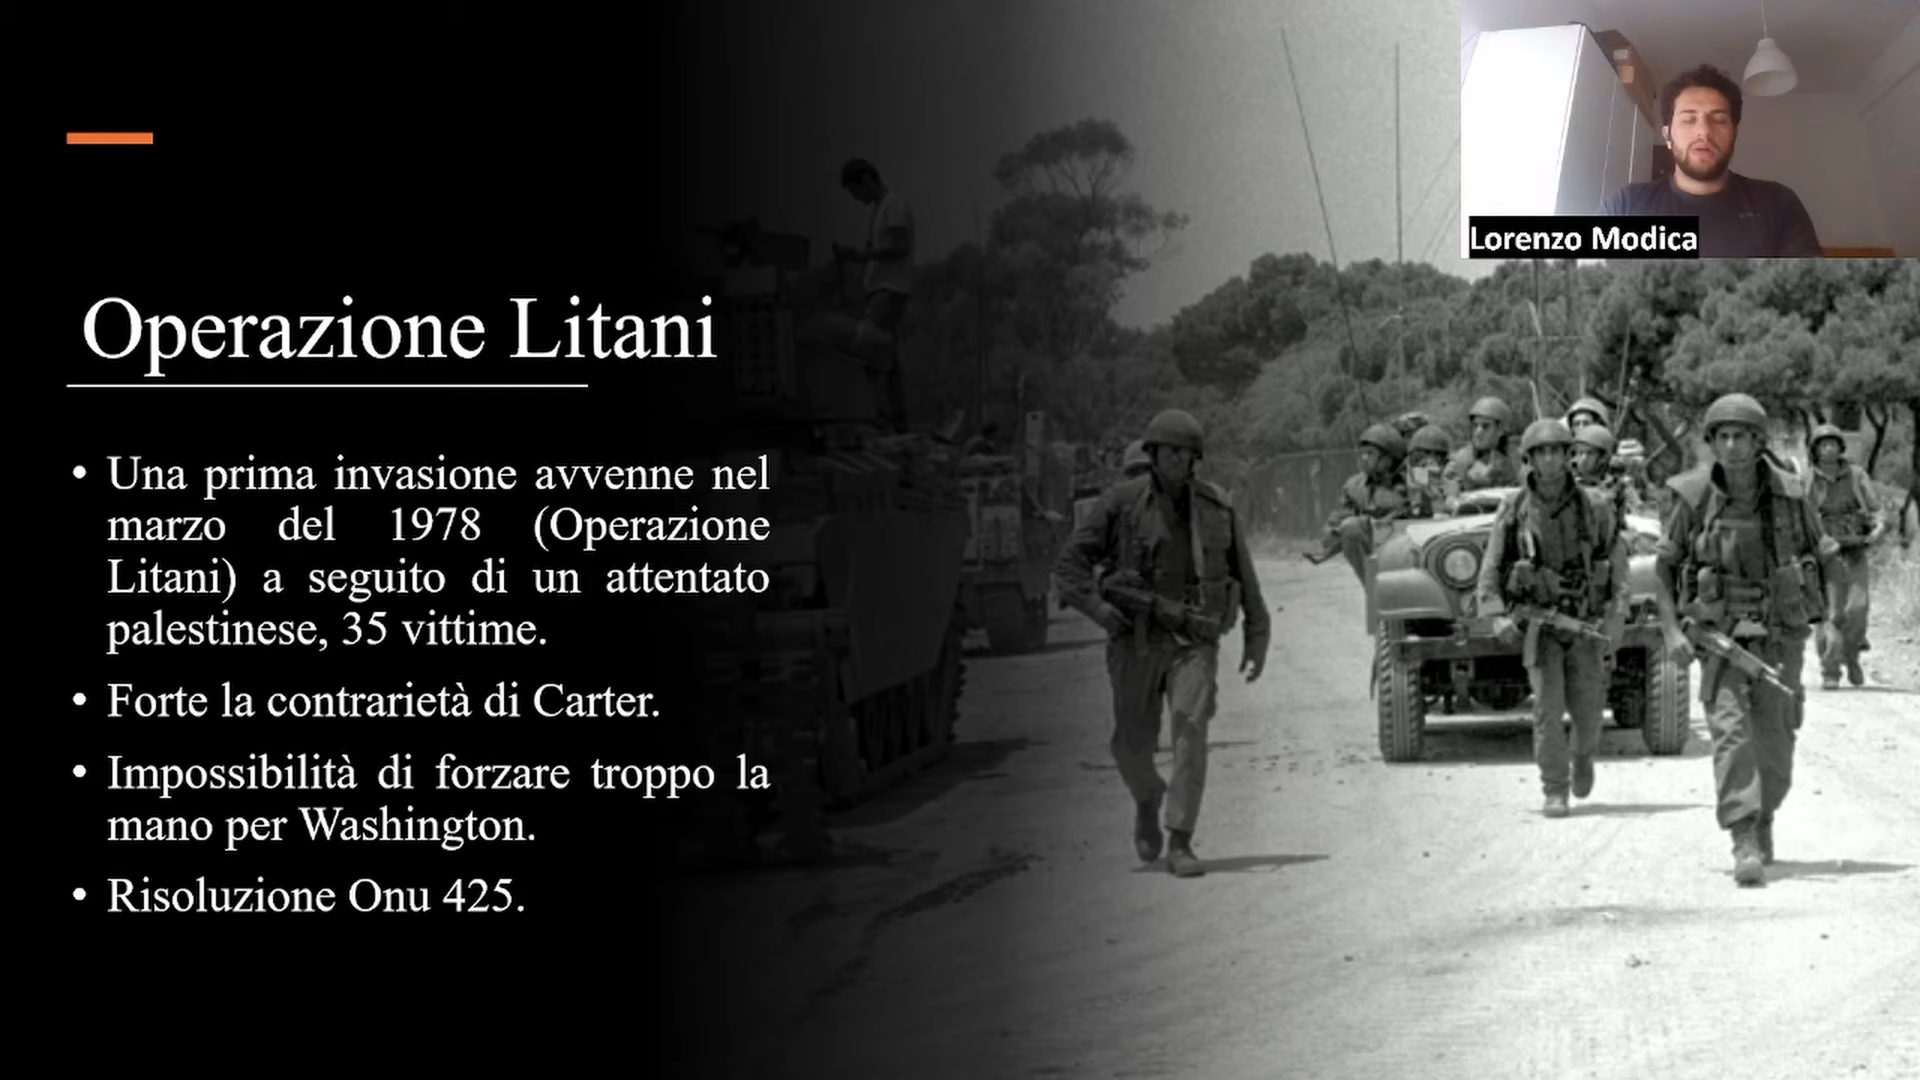 Lorenzo Modica
Operazione Litani
• Una prima invasione avvenne nel
marzo del 1978 (Operazione
Litani) a seguito di un attentato
palestinese, 35 vittime.
• Forte la contrarietà di Carter.
• Impossibilità di forzare troppo la
mano per Washington.
• Risoluzione Onu 425.